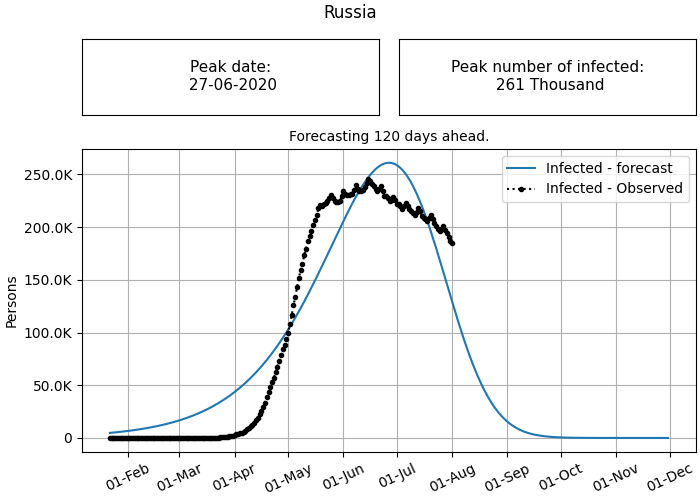 Russia
Peak date:
27-06-2020
Peak number of infected:
261 Thousand
Forecasting 120 days ahead.
Infected - forecast
Infected - Observed
Persons
250.0K
200.0K
150.0K
100.0K
50.0K
0
01-Feb
01-Mar
01-Apr
01-May
01-Jun
01-Jul
01-Aug
01-Sep
01-Oct
01-Nov
01-Dec